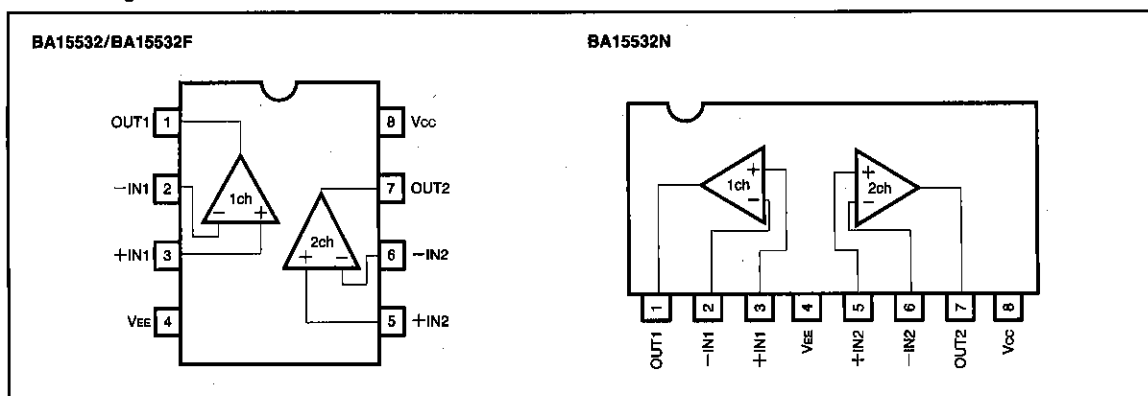 BA15532/BA15532F
OUT1 1
8 Vcc
−IN1 2
7 OUT2
1ch
− +
+IN1 3
2ch
+ −
6 −IN2
VEE 4
5 +IN2
BA15532N
1ch
+
−
2ch
+
−
1 2 3 4 5 6 7 8
OUT1 −IN1 +IN1 VEE +IN2 −IN2 OUT2 Vcc